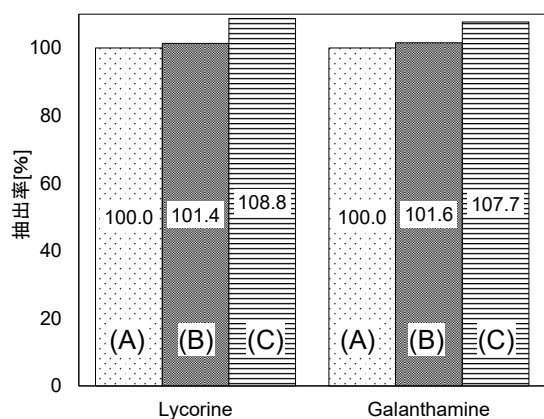 抽出率[%]
100
80
60
40
20
0
100.0
101.4
108.8
100.0
101.6
107.7
(A)
(B)
(C)
(A)
(B)
(C)
Lycorine
Galanthamine